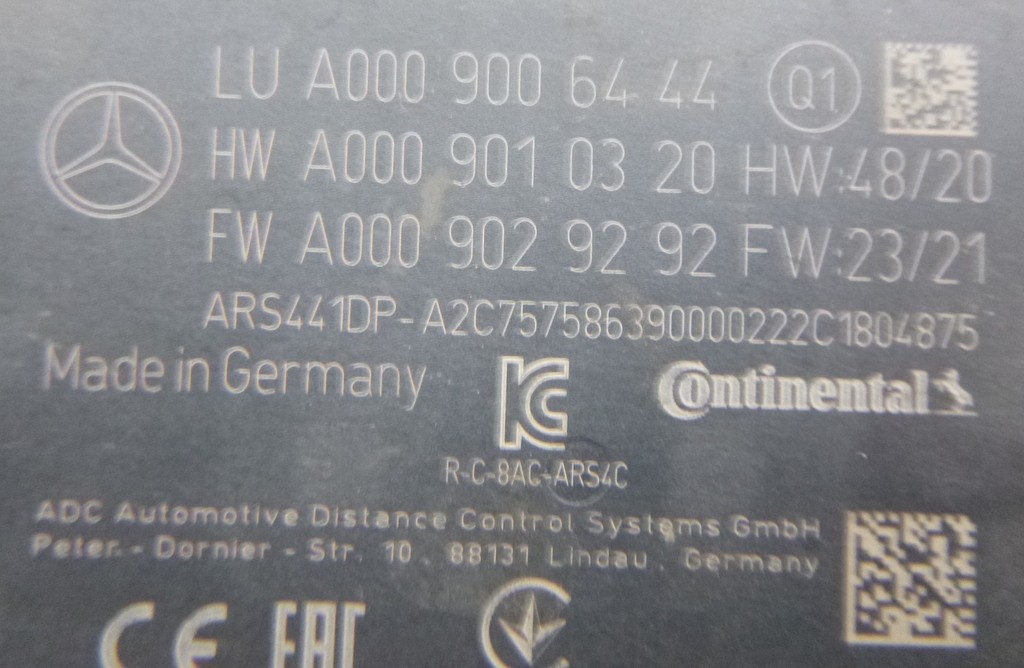 LU A000 900 64 44 Q1
HW A000 901 03 20 HW:48/20
FW A000 902 92 92 FW:23/21
ARS441DP-A2C757586390000222C1804875
Made in Germany
KC
Continental
R-C-8AC-ARS4C
ADC Automotive Distance Control Systems GmbH
Peter - Dornier - Str. 10 . 88131 Lindau , Germany
CE EAC